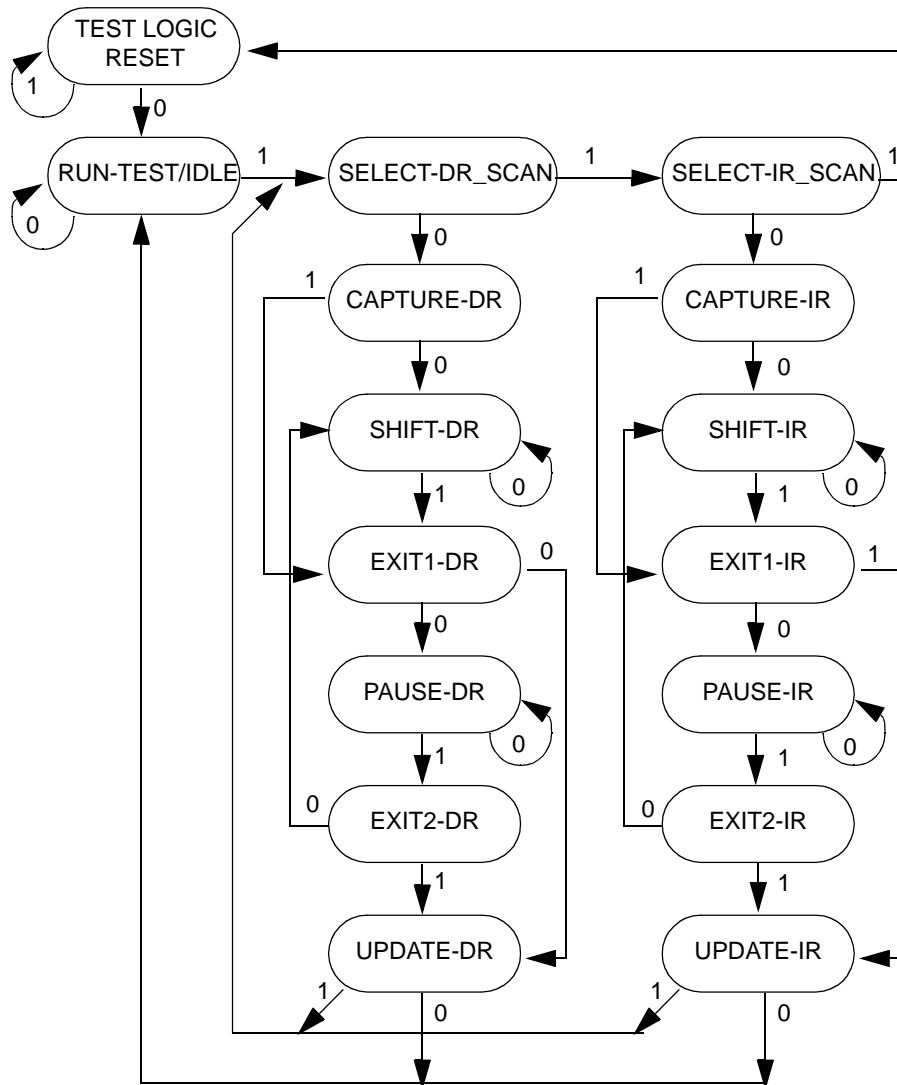 TEST LOGIC
RESET
1
0
RUN-TEST/IDLE
1
SELECT-DR_SCAN
1
SELECT-IR_SCAN
1
0
0
0
1
CAPTURE-DR
1
CAPTURE-IR
0
0
SHIFT-DR
SHIFT-IR
0
0
1
1
EXIT1-DR
0
EXIT1-IR
1
0
0
PAUSE-DR
PAUSE-IR
0
0
1
1
0
EXIT2-DR
0
EXIT2-IR
1
1
UPDATE-DR
UPDATE-IR
1
0
1
0